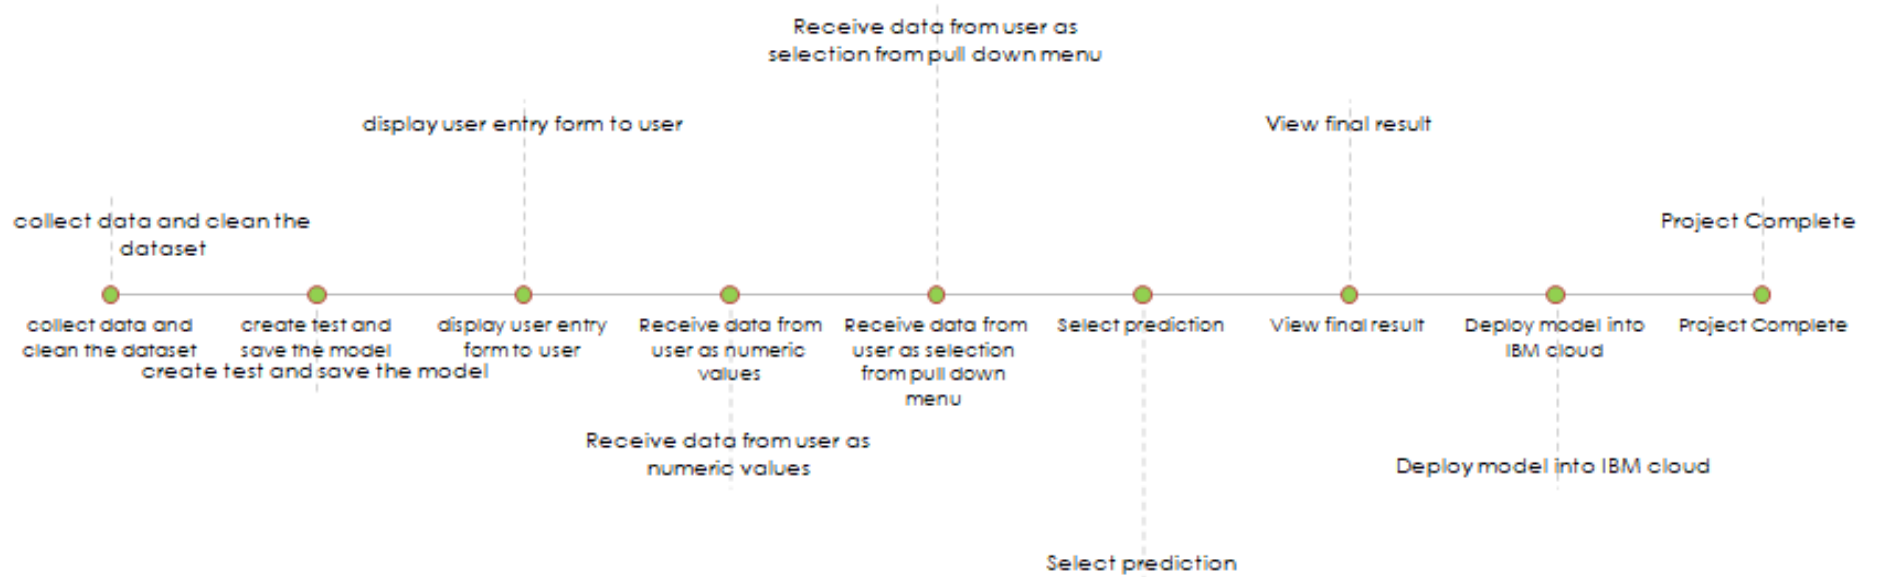 Receive data from user as
selection from pull down menu
display user entry form to user
View final result
collect data and clean the
dataset
Project Complete
collect data and
clean the dataset
create test and
save the model
display user entry
form to user
Receive data from
user as numeric
values
Receive data from
user as selection
from pull down
menu
Select prediction
View final result
Deploy model into
IBM cloud
Project Complete
create test and save the model
Receive data from user as
numeric values
Deploy model into IBM cloud
Select prediction